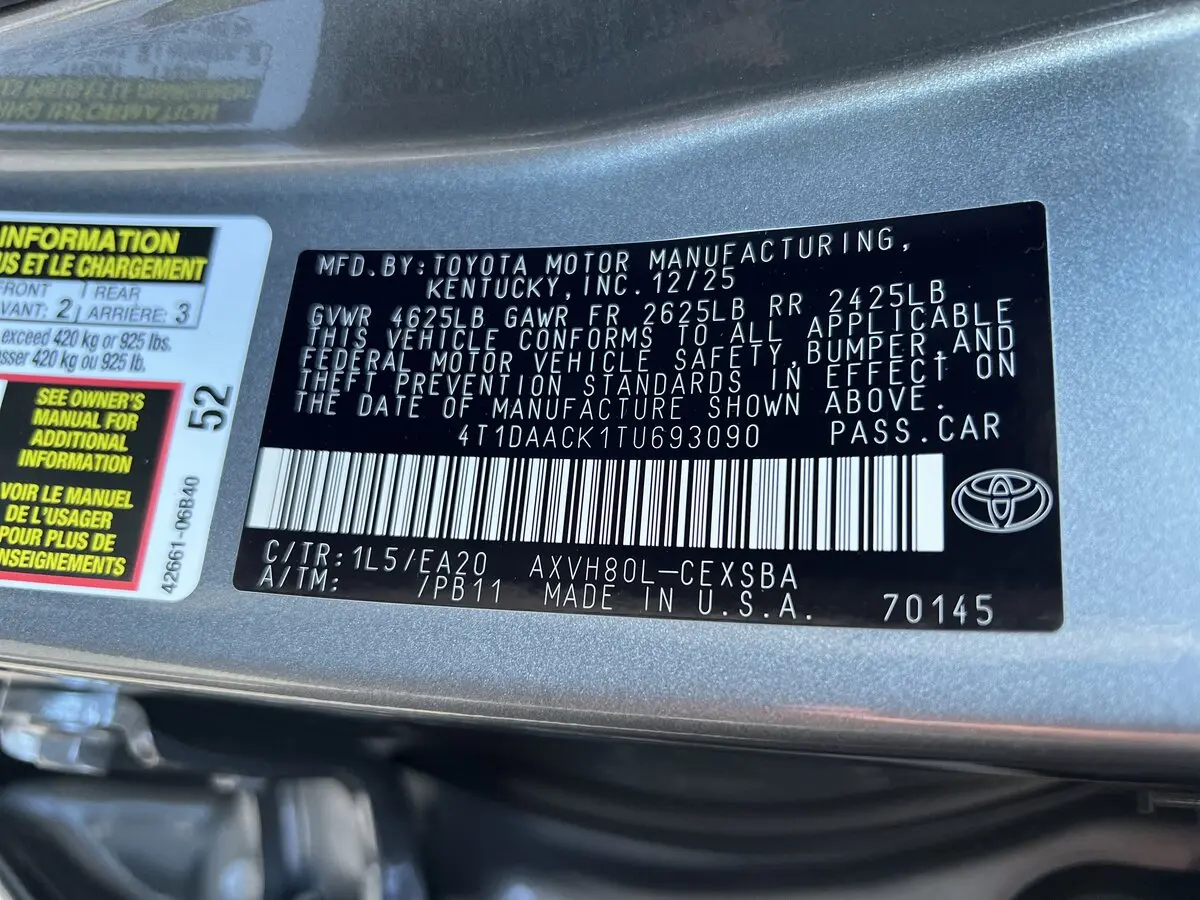 INFORMATION
US ET LE CHARGEMENT
FRONT REAR
VANT: 2 ARRIÈRE: 3
exceed 420 kg or 925 lbs.
sser 420 kg ou 925 lb.
SEE OWNER'S
MANUAL FOR
ADDITIONAL
INFORMATION
VOIR LE MANUEL
DE L'USAGER
POUR PLUS DE
NSEIGNEMENTS
52
42661-06B40
MFD.BY:TOYOTA MOTOR MANUFACTURING,
KENTUCKY,INC.12/25
GVWR 4625LB GAWR FR 2625LB RR 2425LB
THIS VEHICLE CONFORMS TO ALL APPLICABLE
FEDERAL MOTOR VEHICLE SAFETY,BUMPER,AND
THEFT PREVENTION STANDARDS IN EFFECT ON
THE DATE OF MANUFACTURE SHOWN ABOVE.
4T1DAACK1TU693090 PASS.CAR
C/TR:1L5/EA20 AXVH80L-CEXSBA
A/TM: /PB11 MADE IN U.S.A. 70145